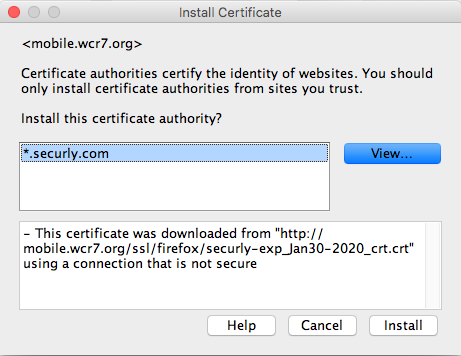 Install Certificate
<mobile.wcr7.org>
Certificate authorities certify the identity of websites. You should
only install certificate authorities from sites you trust.
Install this certificate authority?
*.securly.com
View...
- This certificate was downloaded from "http://
mobile.wcr7.org/ssl/firefox/securly-exp_Jan30-2020_crt.crt"
using a connection that is not secure
Help
Cancel
Install